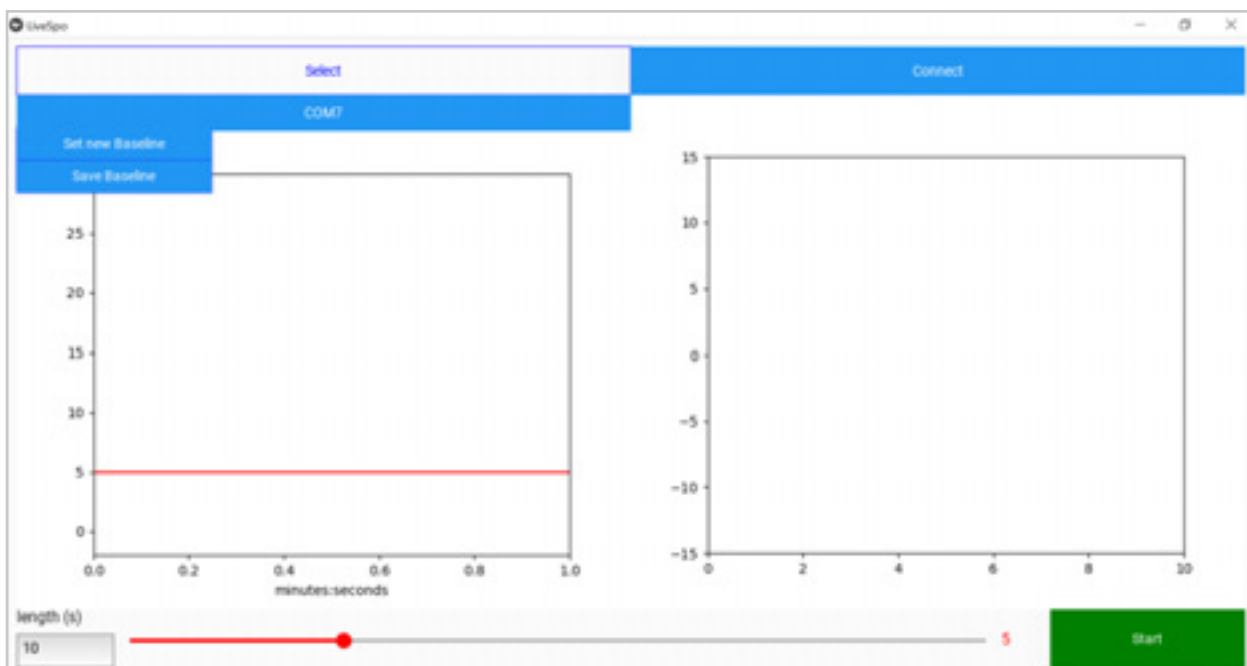 LiveSpo
Select
Connect
COM7
Set new Baseline
Save Baseline
25
20
15
10
5
0
0.0 0.2 0.4 0.6 0.8 1.0
minutes:seconds
15
10
5
0
−5
−10
−15
0 2 4 6 8 10
length (s)
10
5
Start